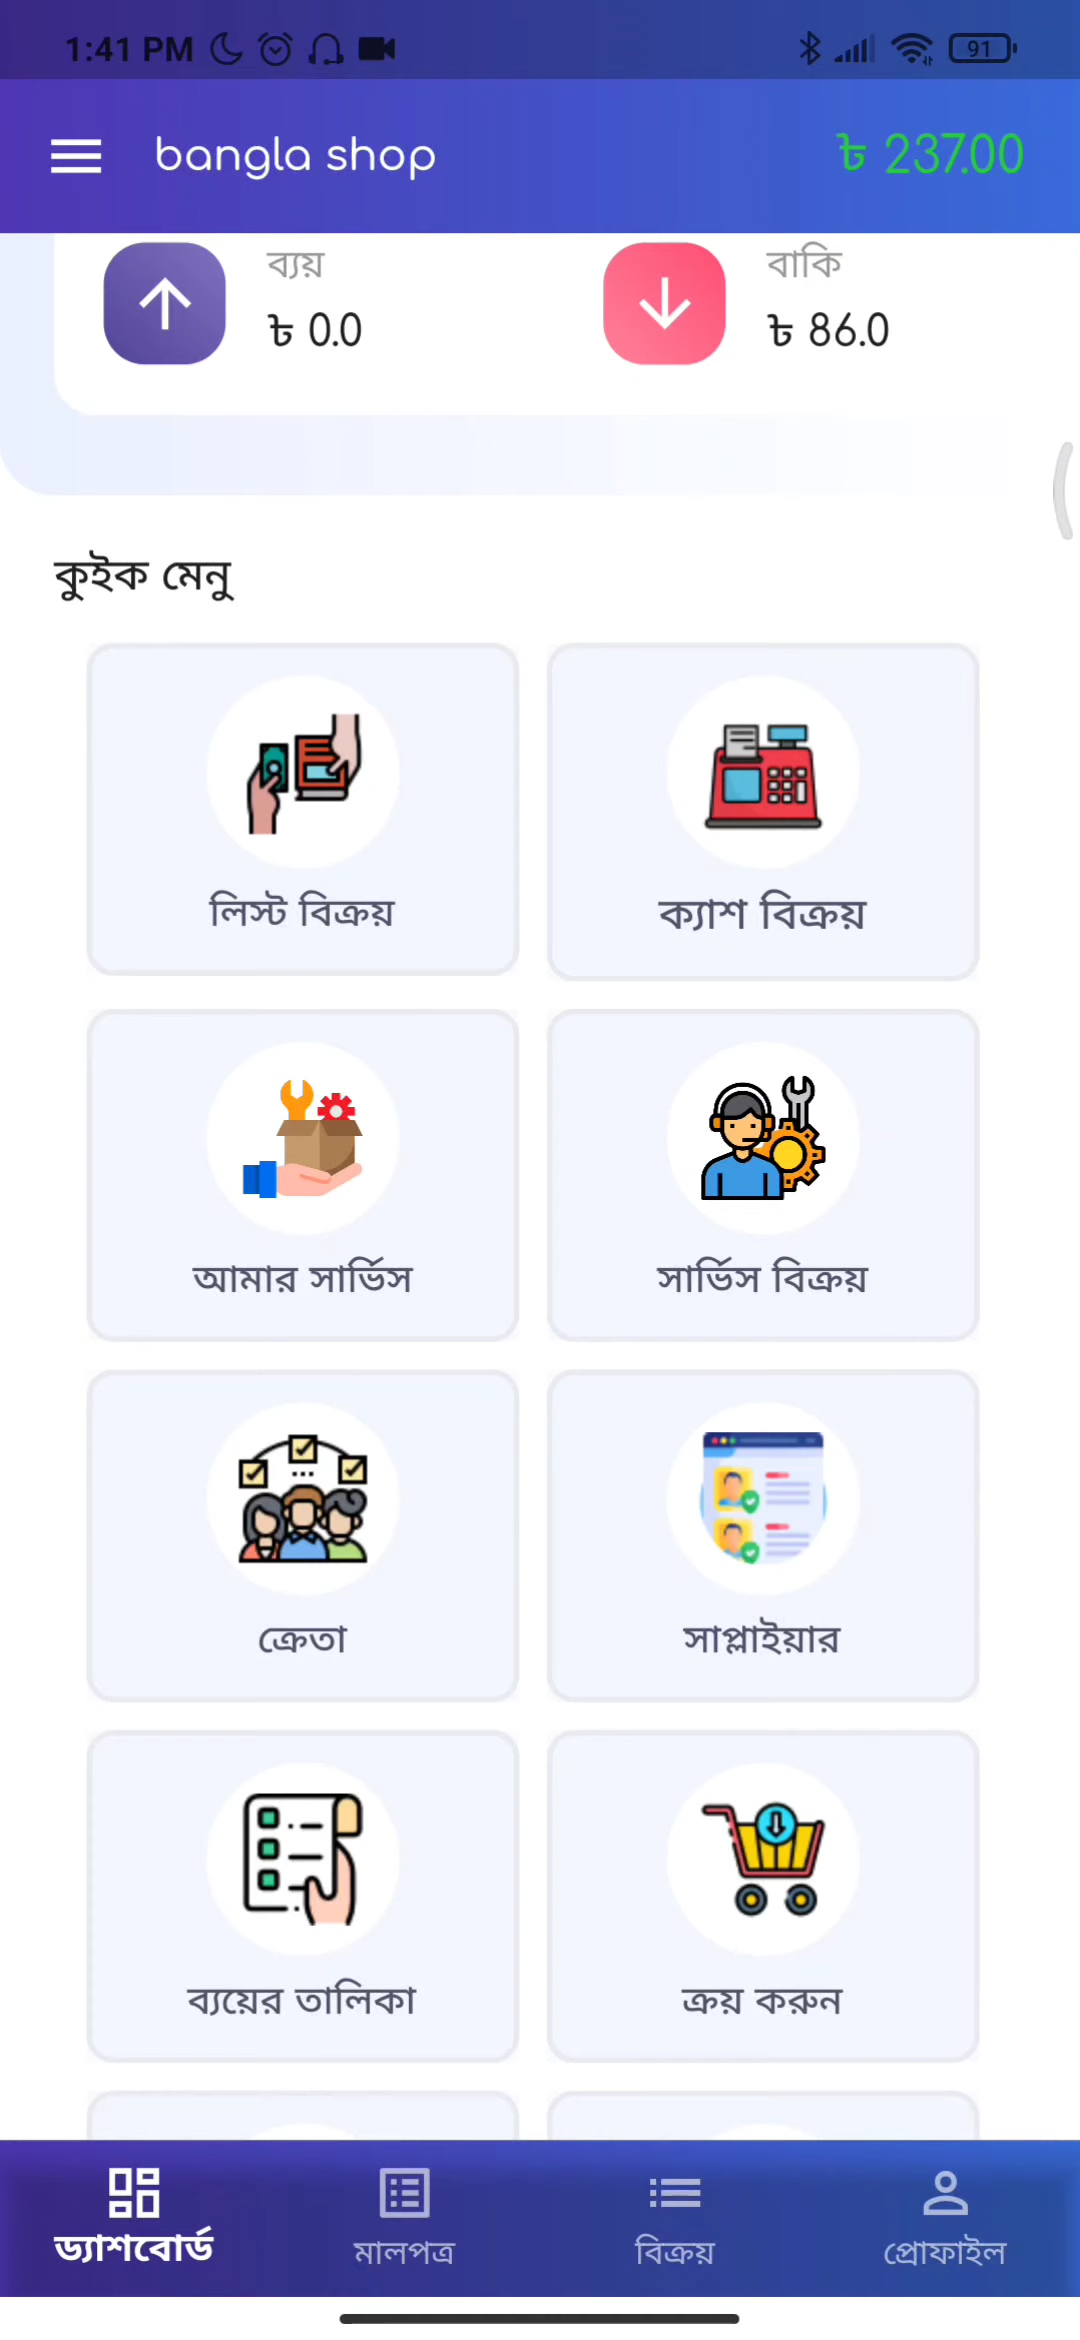 1:41 PM 91
bangla shop ৳ 237.00
ব্যয় বাকি
৳ 0.0 ৳ 86.0
কুইক মেনু
লিস্ট বিক্রয় ক্যাশ বিক্রয়
আমার সার্ভিস সার্ভিস বিক্রয়
ক্রেতা সাপ্লাইয়ার
ব্যয়ের তালিকা ক্রয় করুন
ড্যাশবোর্ড মালপত্র বিক্রয় প্রোফাইল